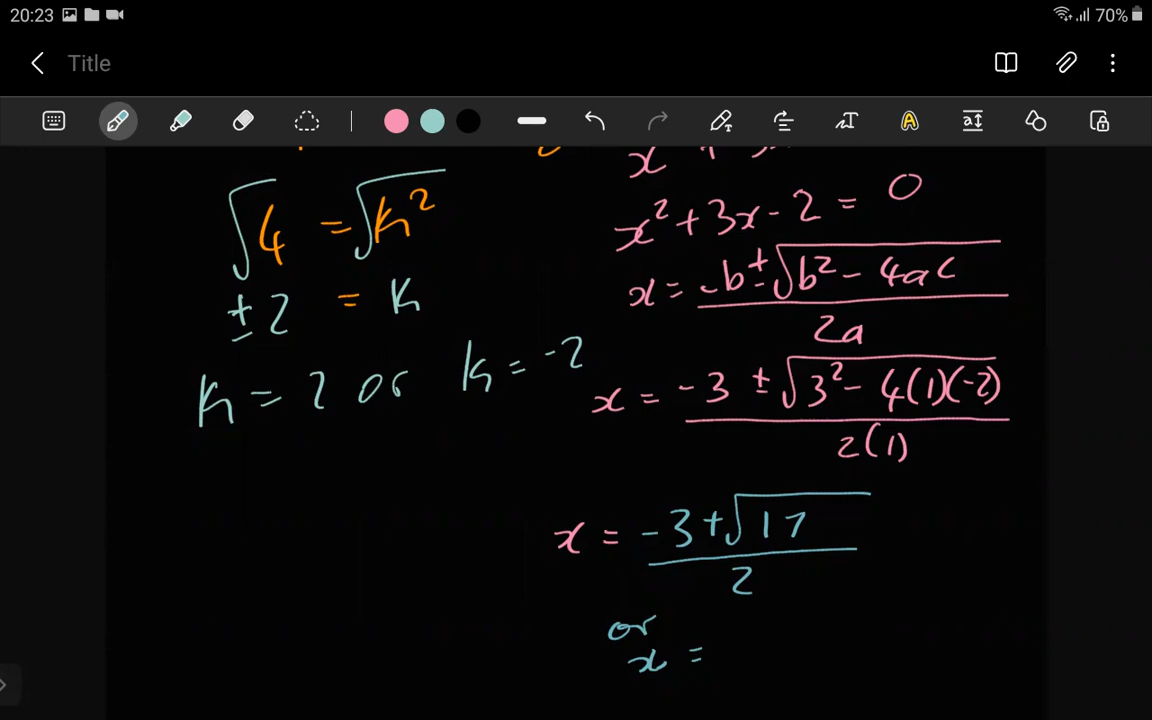 20:23 70%
Title
√4 = √k²
± 2 = k
k = 2 or k = -2
x² + 3x - 2 = 0
x = -b ± √b² - 4ac
2a
x = -3 ± √3² - 4(1)(-2)
2(1)
x = -3 + √17
2
or
x =